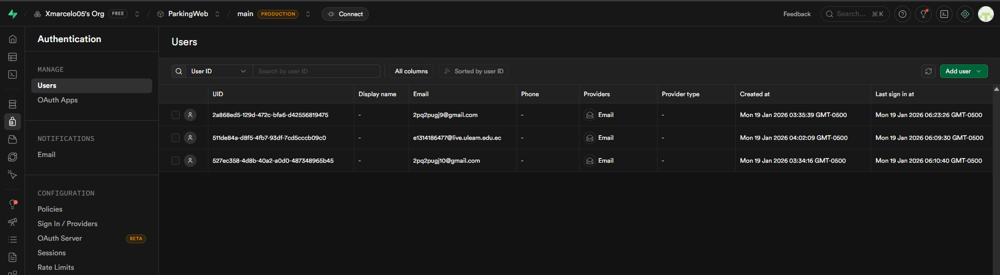 Xmarcelo05's Org FREE ParkingWeb main PRODUCTION Connect Feedback Search... ⌘K
Authentication
MANAGE
Users
OAuth Apps
NOTIFICATIONS
Email
CONFIGURATION
Policies
Sign In / Providers
OAuth Server BETA
Sessions
Rate Limits
Users
User ID Search by user ID All columns Sorted by user ID Add user
UID Display name Email Phone Providers Provider type Created at Last sign in at
2a868ed5-129d-472c-bfa6-d42556819475 - 2pq2pugj9@gmail.com - Email - Mon 19 Jan 2026 03:35:39 GMT-0500 Mon 19 Jan 2026 06:23:26 GMT-0500
511de84a-d8f5-4fb7-93df-7cd5cccb09c0 - e1314186477@live.uleam.edu.ec - Email - Mon 19 Jan 2026 04:02:09 GMT-0500 Mon 19 Jan 2026 06:09:30 GMT-0500
527ec358-4d8b-40a2-a0d0-487348965b45 - 2pq2pugj10@gmail.com - Email - Mon 19 Jan 2026 03:34:16 GMT-0500 Mon 19 Jan 2026 06:10:40 GMT-0500